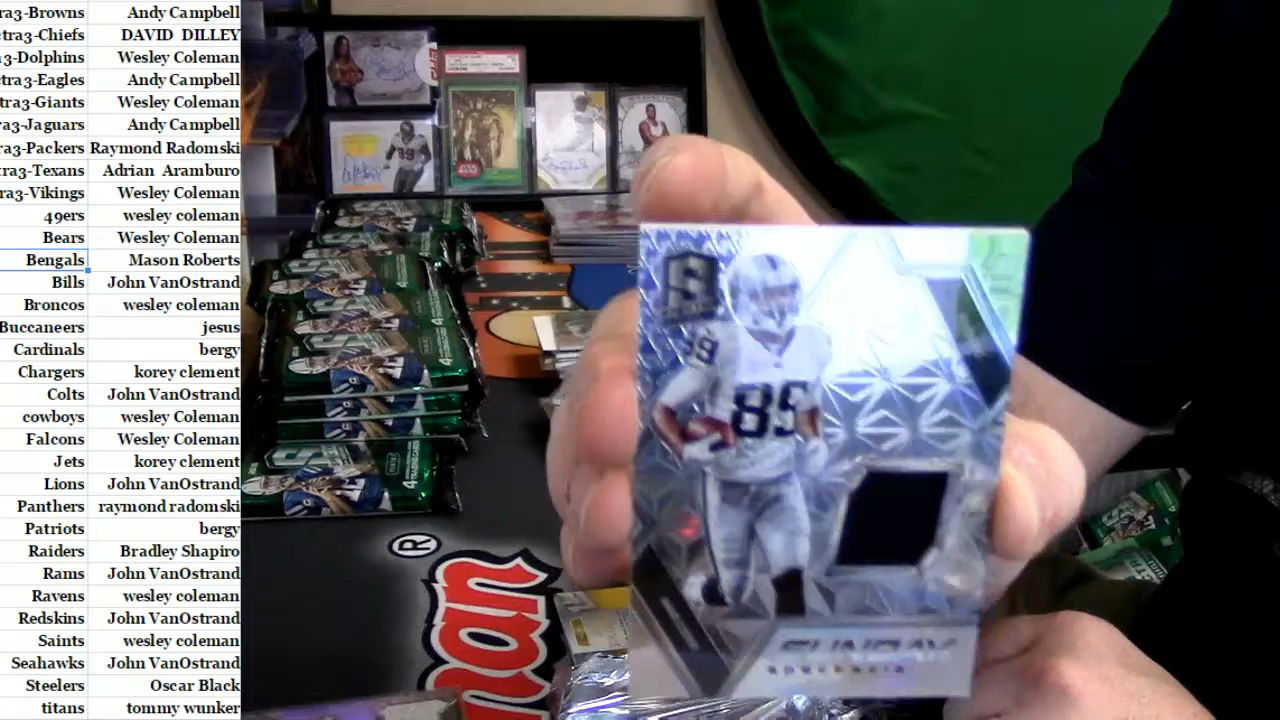 ra3-Browns Andy Campbell
tra3-Chiefs DAVID DILLEY
3-Dolphins Wesley Coleman
tra3-Eagles Andy Campbell
tra3-Giants Wesley Coleman
ra3-Jaguars Andy Campbell
ra3-Packers Raymond Radomski
tra3-Texans Adrian Aramburo
ra3-Vikings Wesley Coleman
49ers wesley coleman
Bears Wesley Coleman
Bengals Mason Roberts
Bills John VanOstrand
Broncos wesley coleman
Buccaneers jesus
Cardinals bergy
Chargers korey clement
Colts John VanOstrand
cowboys wesley Coleman
Falcons Wesley Coleman
Jets korey clement
Lions John VanOstrand
Panthers raymond radomski
Patriots bergy
Raiders Bradley Shapiro
Rams John VanOstrand
Ravens wesley coleman
Redskins John VanOstrand
Saints wesley coleman
Seahawks John VanOstrand
Steelers Oscar Black
titans tommy wunker
S
89
SUNDAY
spectacle
®
man
99